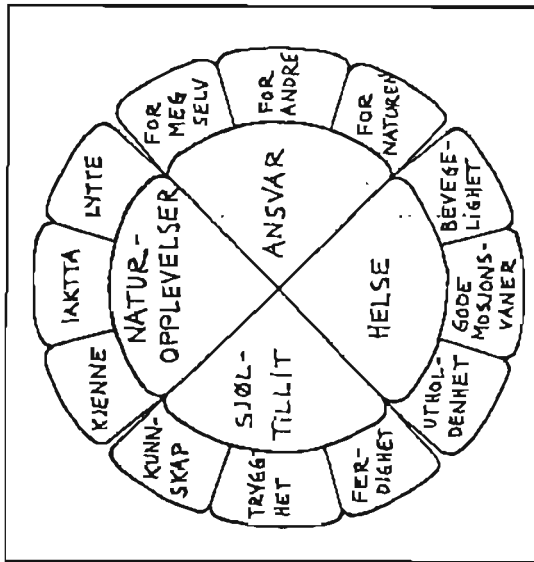 NATUR-
OPPLEVELSER
KJENNE
IAKTTA
LYTTE
ANSVAR
FOR
MEG
SELV
FOR
ANDRE
FOR
NATUREN
HELSE
BEVEGE-
LIGHET
GODE
MOSJONS-
VANER
UTHOL-
DENHET
SJØL-
TILLIT
FER-
DIGHET
TRYGG-
HET
KUNN-
SKAP